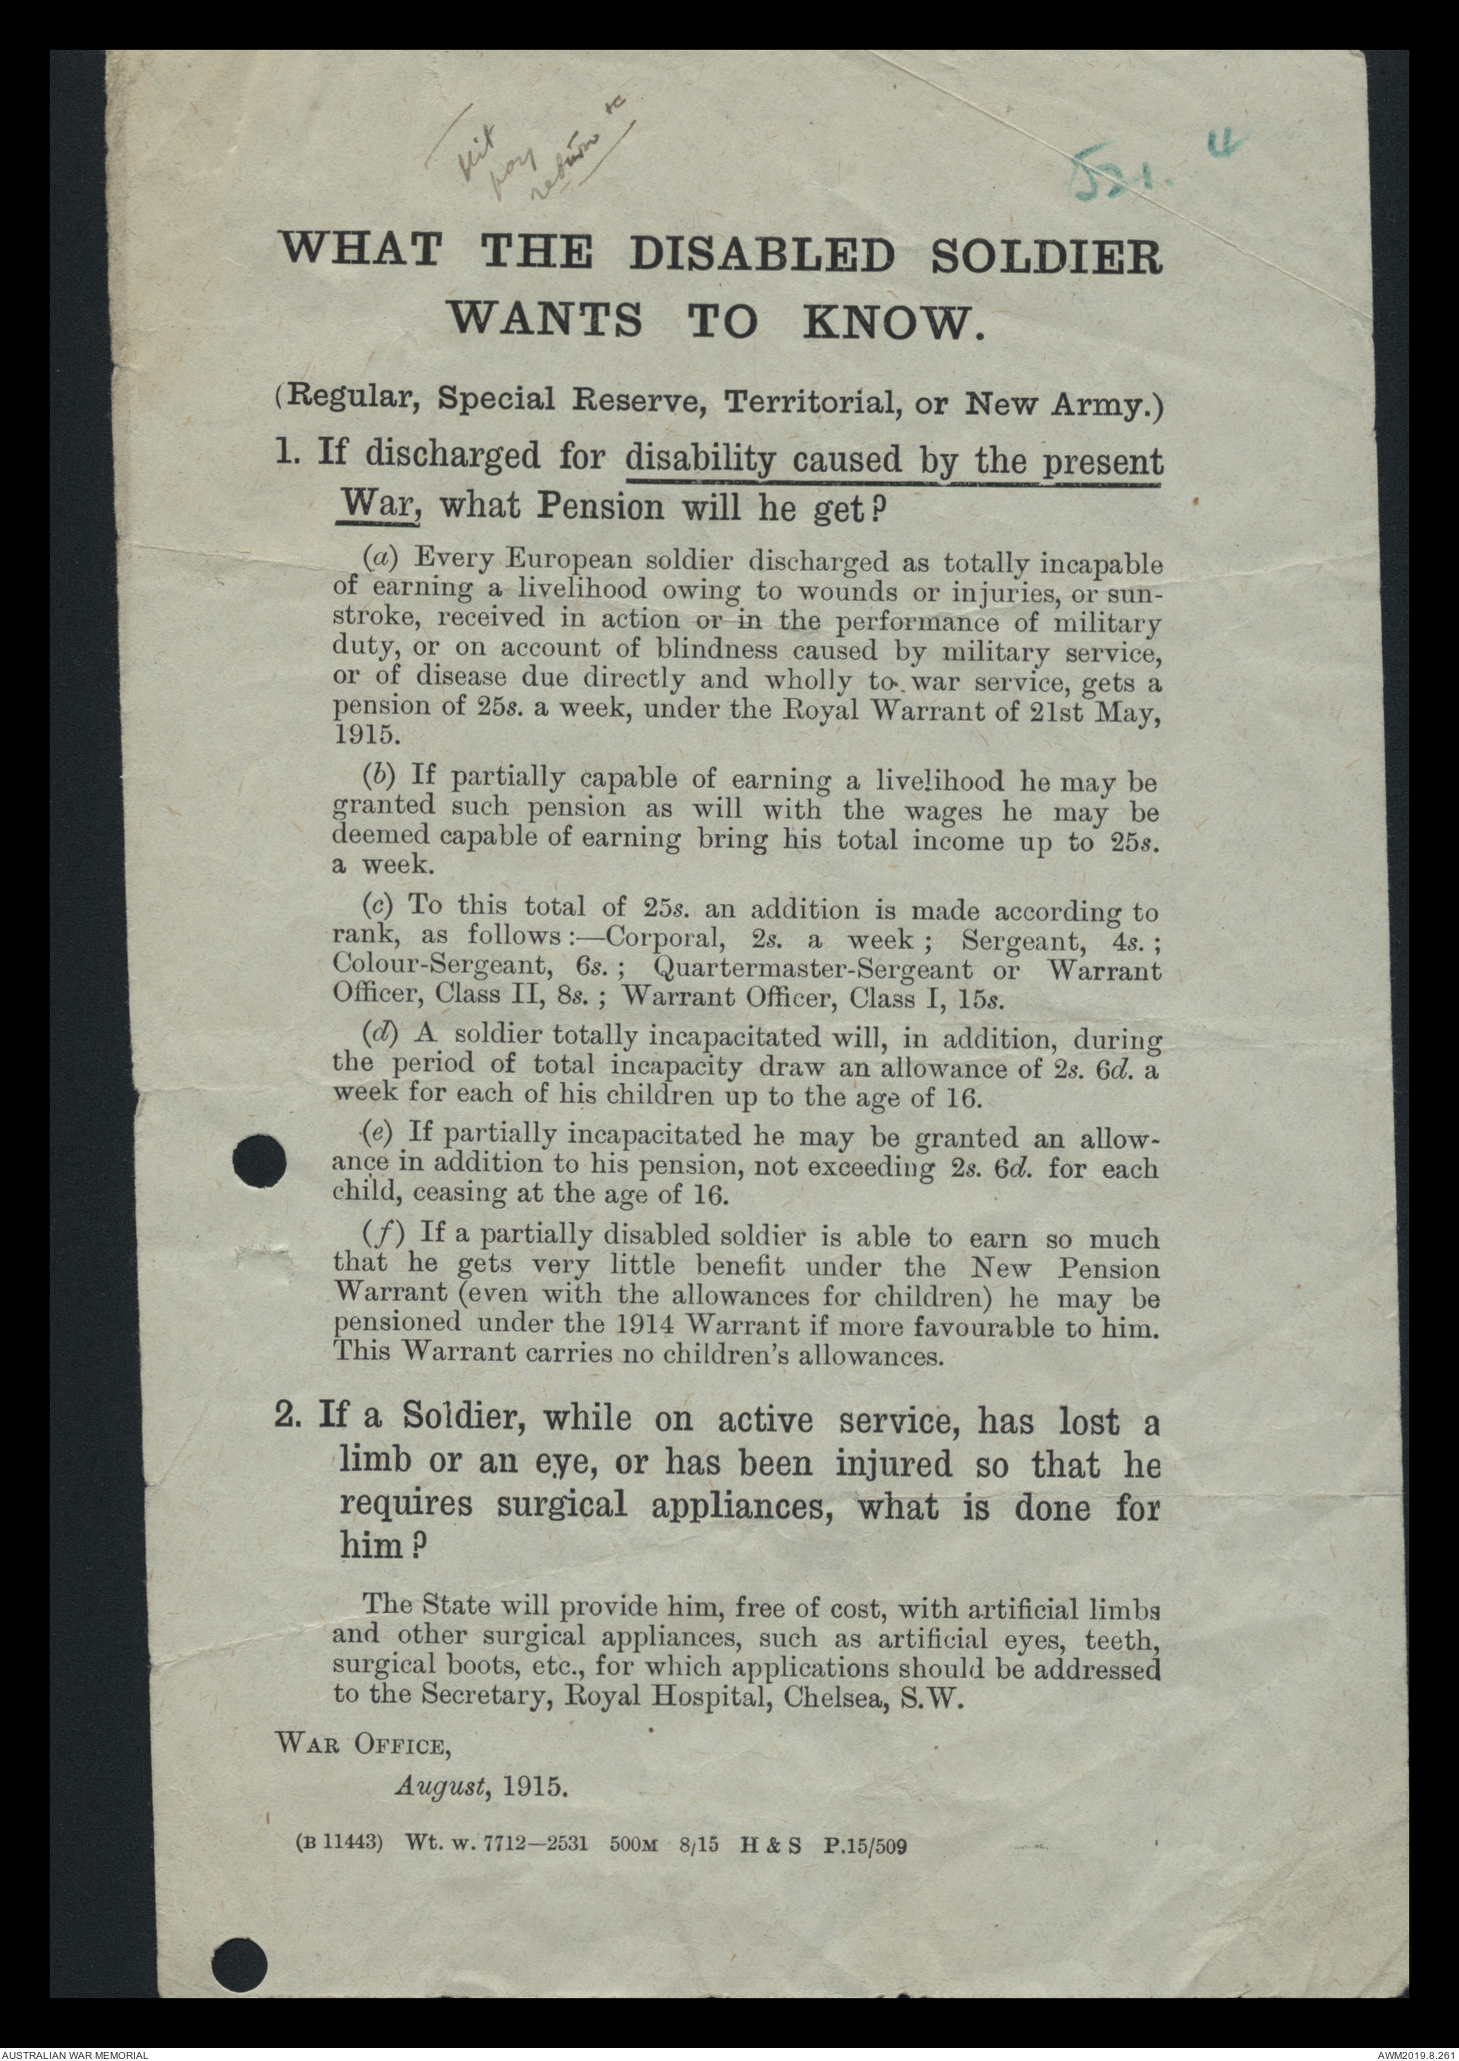 pay
return &c
521.
4
WHAT THE DISABLED SOLDIER
WANTS TO KNOW.
(Regular, Special Reserve, Territorial, or New Army.)
1. If discharged for disability caused by the present
War, what Pension will he get?
(a) Every European soldier discharged as totally incapable
of earning a livelihood owing to wounds or injuries, or sun-
stroke, received in action or in the performance of military
duty, or on account of blindness caused by military service,
or of disease due directly and wholly to war service, gets a
pension of 25s. a week, under the Royal Warrant of 21st May,
1915.
(b) If partially capable of earning a livelihood he may be
granted such pension as will with the wages he may be
deemed capable of earning bring his total income up to 25s.
a week.
(c) To this total of 25s. an addition is made according to
rank, as follows :—Corporal, 2s. a week ; Sergeant, 4s. ;
Colour-Sergeant, 6s. ; Quartermaster-Sergeant or Warrant
Officer, Class II, 8s. ; Warrant Officer, Class I, 15s.
(d) A soldier totally incapacitated will, in addition, during
the period of total incapacity draw an allowance of 2s. 6d. a
week for each of his children up to the age of 16.
(e) If partially incapacitated he may be granted an allow-
ance in addition to his pension, not exceeding 2s. 6d. for each
child, ceasing at the age of 16.
(f) If a partially disabled soldier is able to earn so much
that he gets very little benefit under the New Pension
Warrant (even with the allowances for children) he may be
pensioned under the 1914 Warrant if more favourable to him.
This Warrant carries no children's allowances.
2. If a Soldier, while on active service, has lost a
limb or an eye, or has been injured so that he
requires surgical appliances, what is done for
him?
The State will provide him, free of cost, with artificial limbs
and other surgical appliances, such as artificial eyes, teeth,
surgical boots, etc., for which applications should be addressed
to the Secretary, Royal Hospital, Chelsea, S.W.
WAR OFFICE,
August, 1915.
(B 11443) Wt. w. 7712—2531 500M 8/15 H & S P.15/509
AUSTRALIAN WAR MEMORIAL
AWM2019.8.261